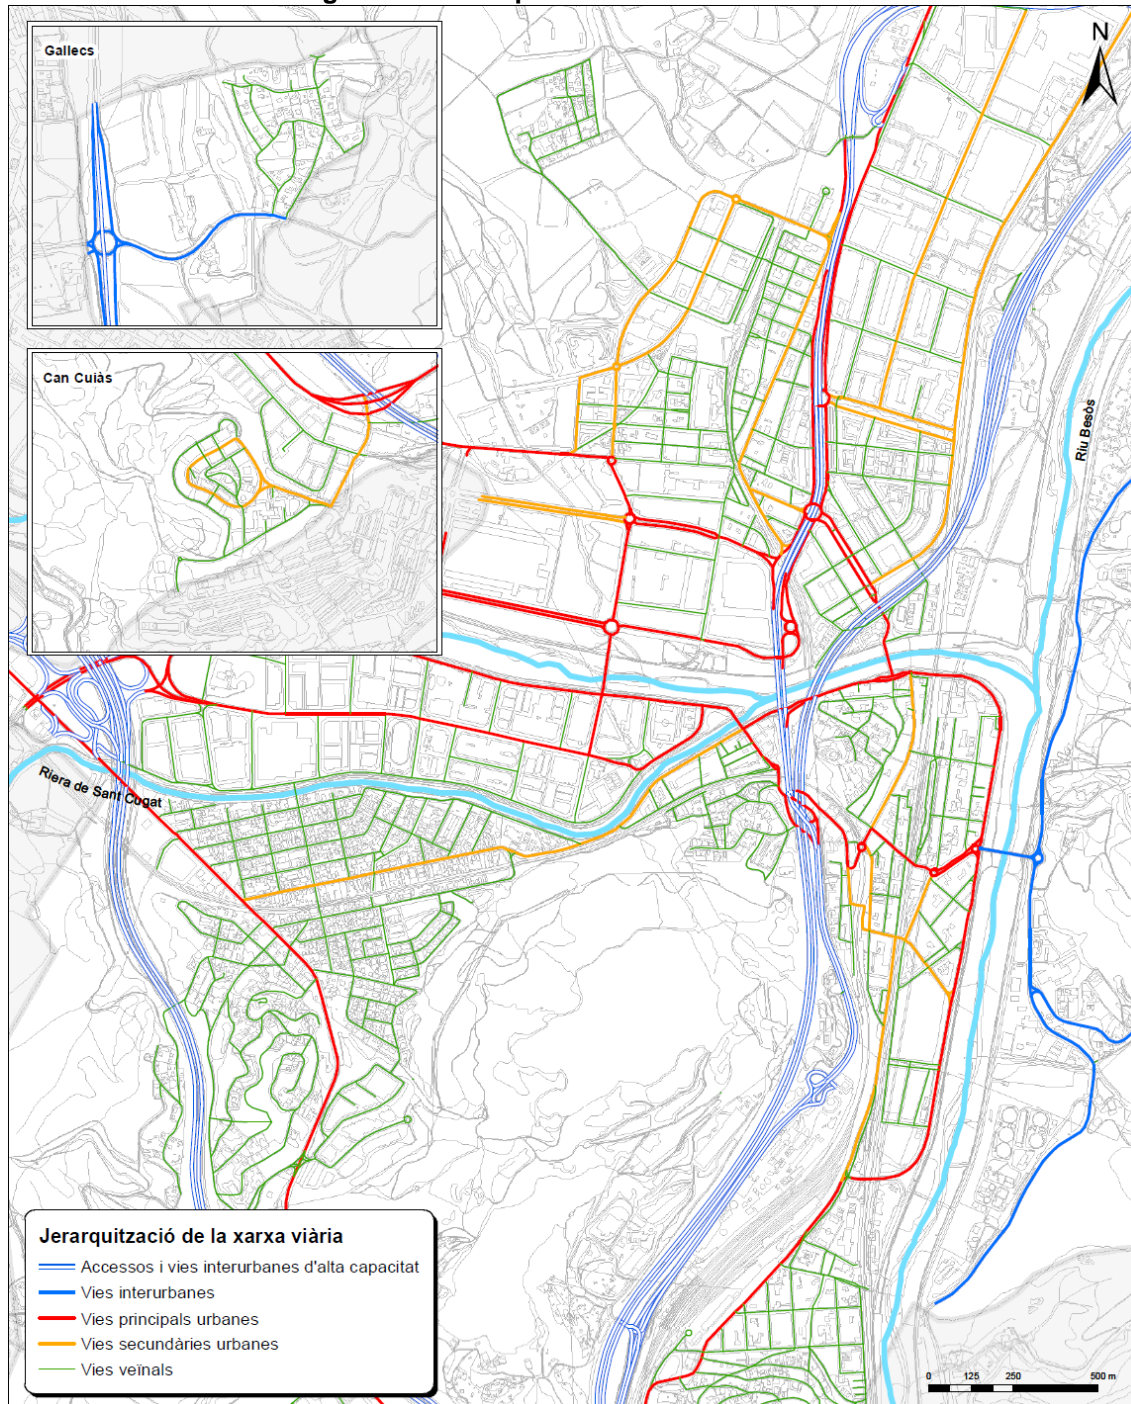 Gallecs
N
Can Cuiàs
Riu Besòs
Riera de Sant Cugat
Jerarquització de la xarxa viària
Accessos i vies interurbanes d'alta capacitat
Vies interurbanes
Vies principals urbanes
Vies secundàries urbanes
Vies veïnals
0 125 250 500 m